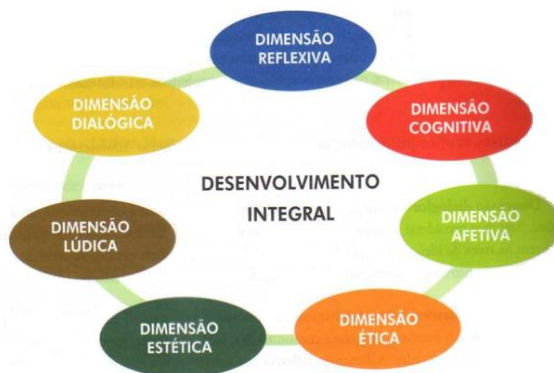 DIMENSÃO
REFLEXIVA
DIMENSÃO
COGNITIVA
DIMENSÃO
AFETIVA
DIMENSÃO
ÉTICA
DIMENSÃO
ESTÉTICA
DIMENSÃO
LÚDICA
DIMENSÃO
DIALÓGICA
DESENVOLVIMENTO
INTEGRAL